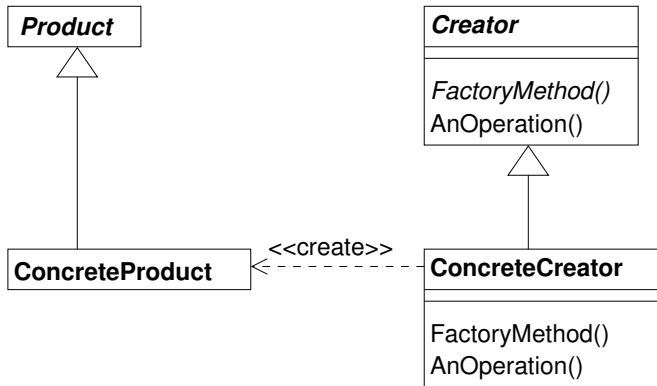 Product
Creator
FactoryMethod()
AnOperation()
<<create>>
ConcreteProduct
ConcreteCreator
FactoryMethod()
AnOperation()